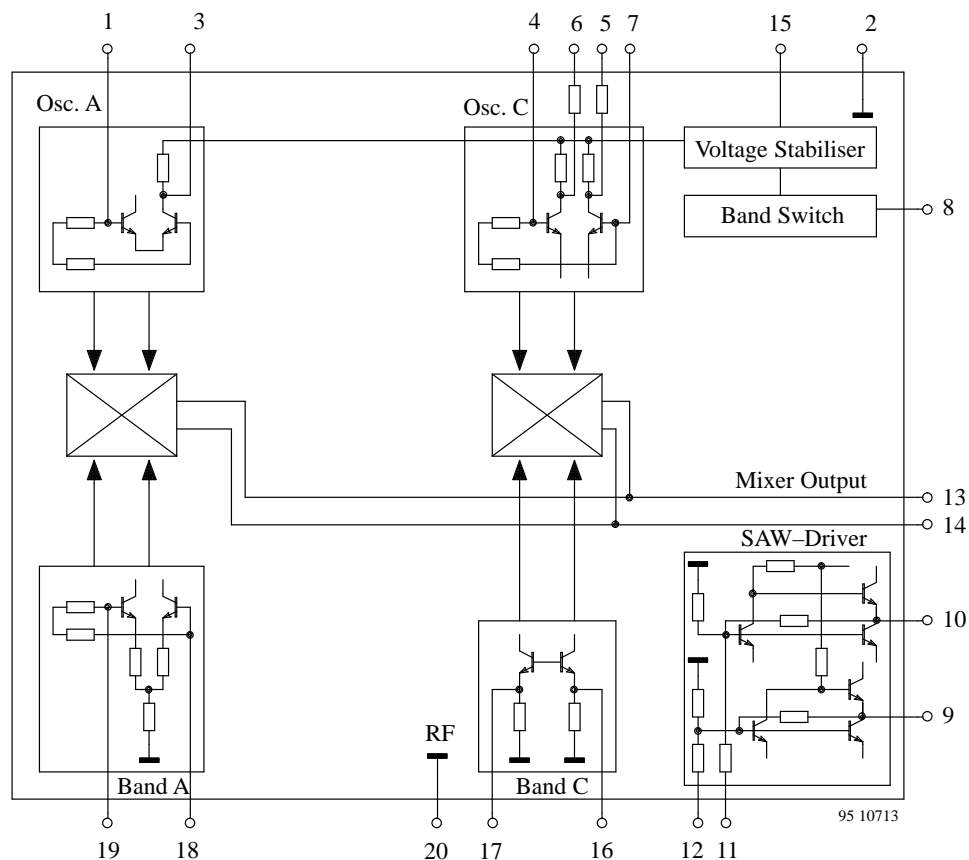 1 3 4 6 5 7 15 2
Osc. A
Osc. C
Voltage Stabiliser
Band Switch
8
Mixer Output
13
14
SAW–Driver
10
9
RF
Band A
Band C
95 10713
19 18 20 17 16 12 11